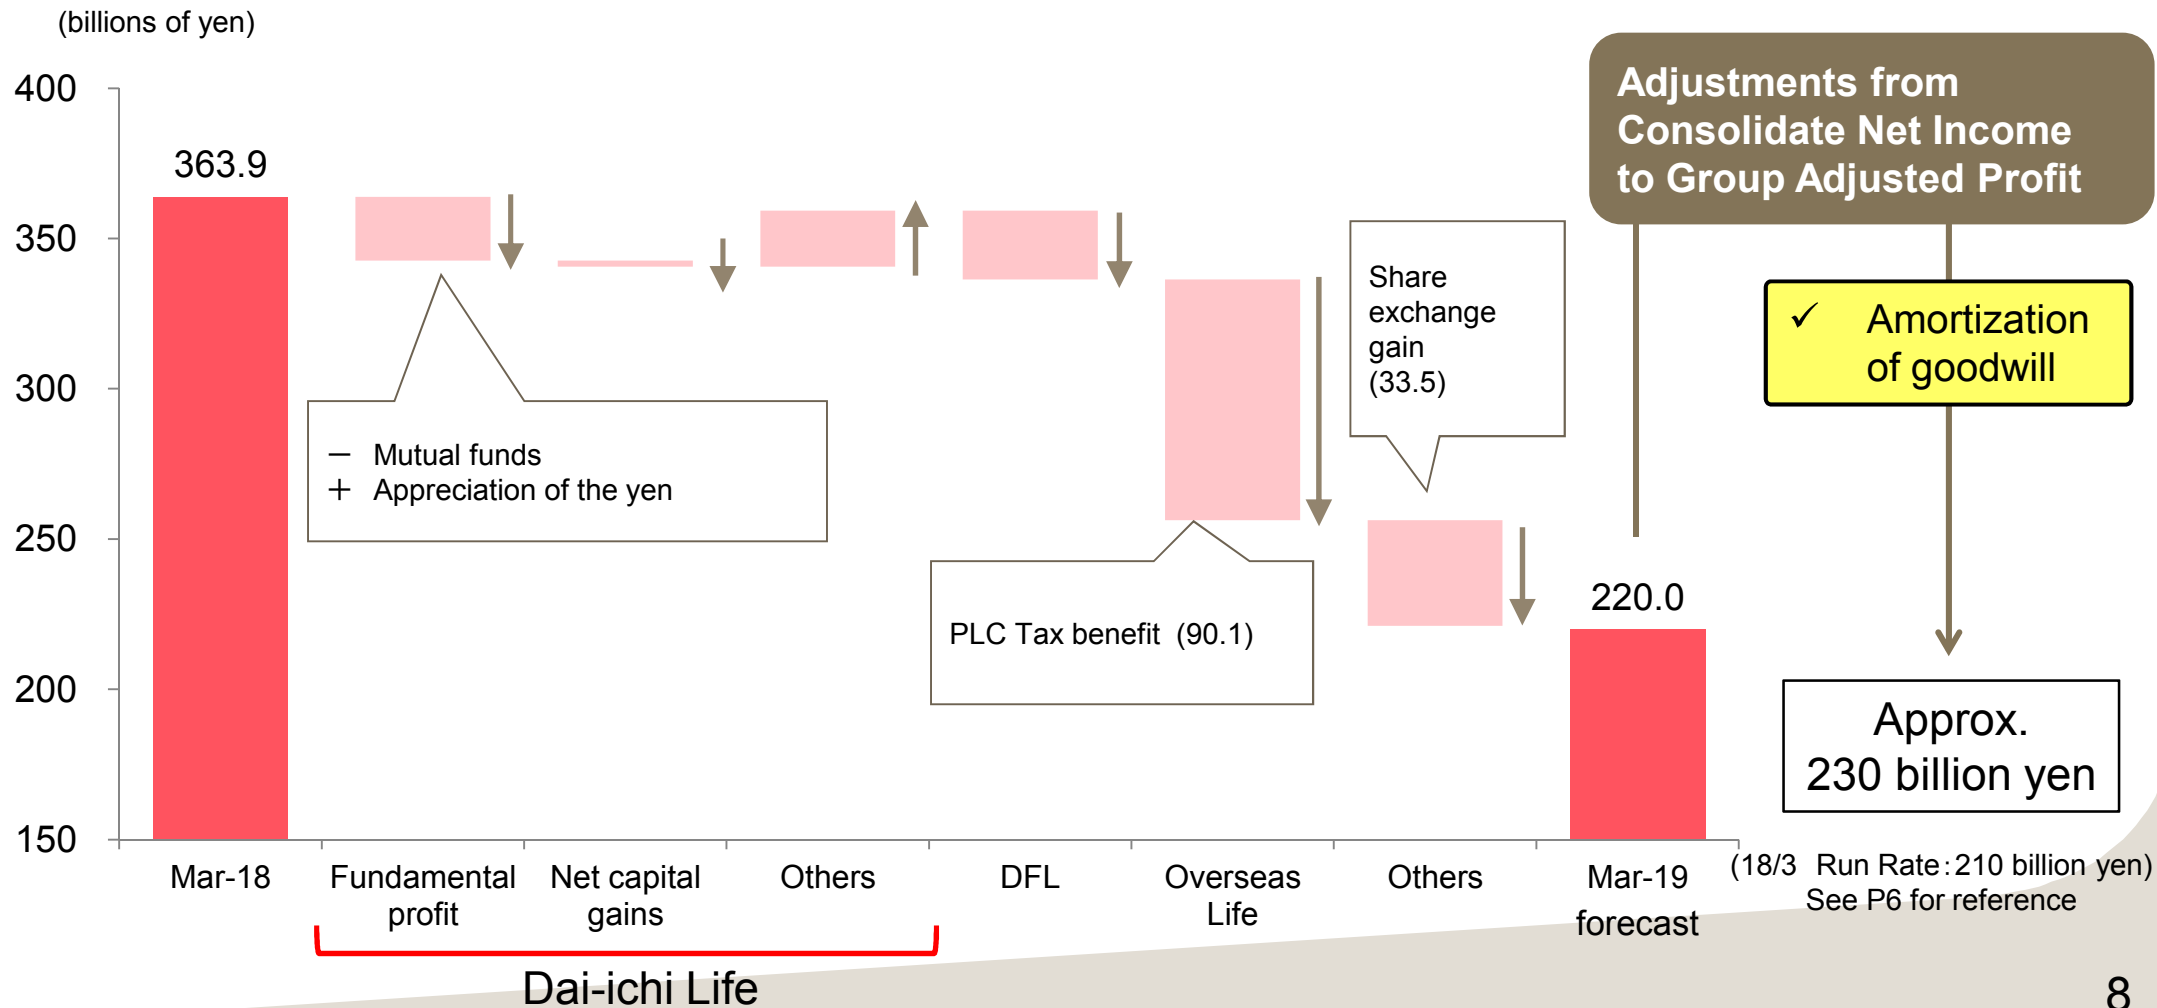 (billions of yen)
400
350
300
250
200
150
363.9
— Mutual funds
+ Appreciation of the yen
PLC Tax benefit (90.1)
Share
exchange
gain
(33.5)
220.0
Adjustments from
Consolidate Net Income
to Group Adjusted Profit
✓ Amortization
of goodwill
Approx.
230 billion yen
(18/3 Run Rate：210 billion yen)
See P6 for reference
Mar-18
Fundamental
profit
Net capital
gains
Others
DFL
Overseas
Life
Others
Mar-19
forecast
Dai-ichi Life
8